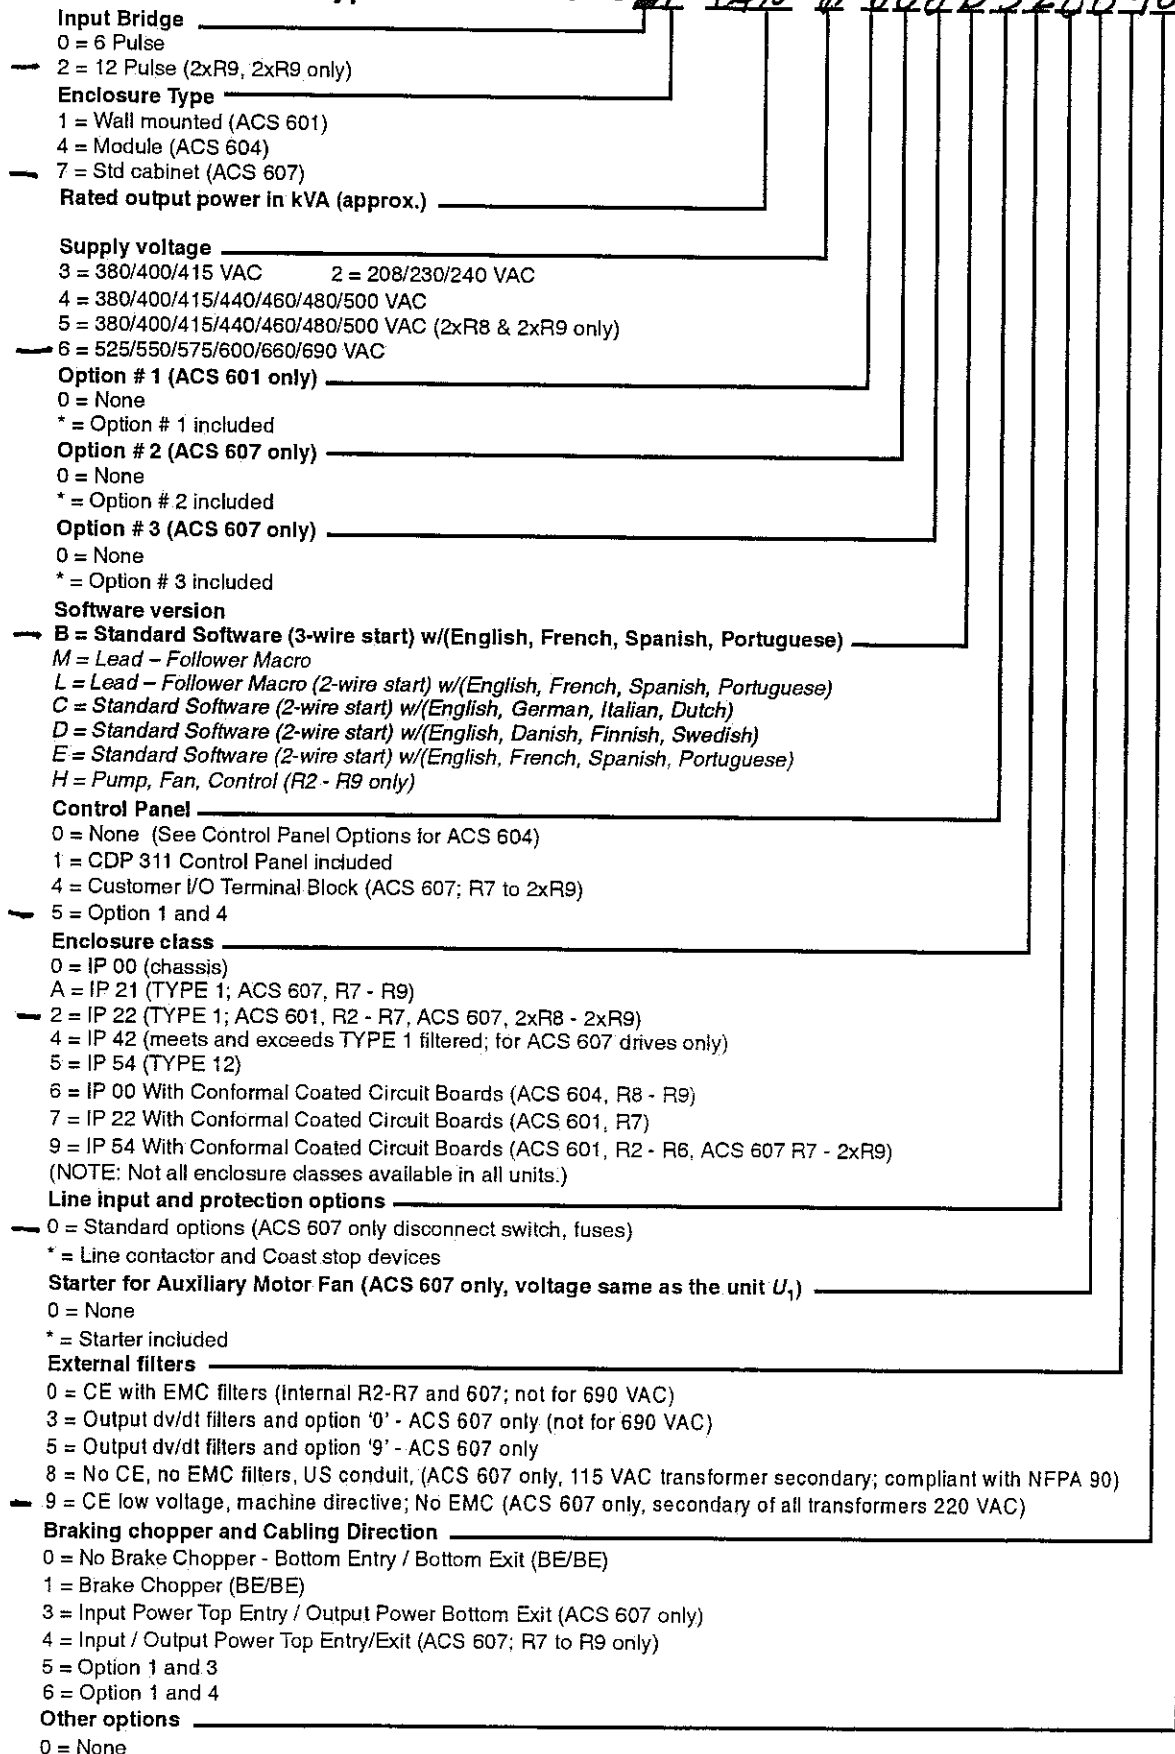 Input Bridge
0 = 6 Pulse
2 = 12 Pulse (2xR9, 2xR9 only)
Enclosure Type
1 = Wall mounted (ACS 601)
4 = Module (ACS 604)
7 = Std cabinet (ACS 607)
Rated output power in kVA (approx.)
Supply voltage
3 = 380/400/415 VAC 2 = 208/230/240 VAC
4 = 380/400/415/440/460/480/500 VAC
5 = 380/400/415/440/460/480/500 VAC (2xR8 & 2xR9 only)
6 = 525/550/575/600/660/690 VAC
Option # 1 (ACS 601 only)
0 = None
* = Option # 1 included
Option # 2 (ACS 607 only)
0 = None
* = Option # 2 included
Option # 3 (ACS 607 only)
0 = None
* = Option # 3 included
Software version
B = Standard Software (3-wire start) w/(English, French, Spanish, Portuguese)
M = Lead – Follower Macro
L = Lead – Follower Macro (2-wire start) w/(English, French, Spanish, Portuguese)
C = Standard Software (2-wire start) w/(English, German, Italian, Dutch)
D = Standard Software (2-wire start) w/(English, Danish, Finnish, Swedish)
E = Standard Software (2-wire start) w/(English, French, Spanish, Portuguese)
H = Pump, Fan, Control (R2 - R9 only)
Control Panel
0 = None (See Control Panel Options for ACS 604)
1 = CDP 311 Control Panel included
4 = Customer I/O Terminal Block (ACS 607; R7 to 2xR9)
5 = Option 1 and 4
Enclosure class
0 = IP 00 (chassis)
A = IP 21 (TYPE 1; ACS 607, R7 - R9)
2 = IP 22 (TYPE 1; ACS 601, R2 - R7, ACS 607, 2xR8 - 2xR9)
4 = IP 42 (meets and exceeds TYPE 1 filtered; for ACS 607 drives only)
5 = IP 54 (TYPE 12)
6 = IP 00 With Conformal Coated Circuit Boards (ACS 604, R8 - R9)
7 = IP 22 With Conformal Coated Circuit Boards (ACS 601, R7)
9 = IP 54 With Conformal Coated Circuit Boards (ACS 601, R2 - R6, ACS 607 R7 - 2xR9)
(NOTE: Not all enclosure classes available in all units.)
Line input and protection options
0 = Standard options (ACS 607 only disconnect switch, fuses)
* = Line contactor and Coast stop devices
Starter for Auxiliary Motor Fan (ACS 607 only, voltage same as the unit U1)
0 = None
* = Starter included
External filters
0 = CE with EMC filters (Internal R2-R7 and 607; not for 690 VAC)
3 = Output dv/dt filters and option '0' - ACS 607 only (not for 690 VAC)
5 = Output dv/dt filters and option '9' - ACS 607 only
8 = No CE, no EMC filters, US conduit, (ACS 607 only, 115 VAC transformer secondary; compliant with NFPA 90)
9 = CE low voltage, machine directive; No EMC (ACS 607 only, secondary of all transformers 220 VAC)
Braking chopper and Cabling Direction
0 = No Brake Chopper - Bottom Entry / Bottom Exit (BE/BE)
1 = Brake Chopper (BE/BE)
3 = Input Power Top Entry / Output Power Bottom Exit (ACS 607 only)
4 = Input / Output Power Top Entry/Exit (ACS 607; R7 to R9 only)
5 = Option 1 and 3
6 = Option 1 and 4
Other options
0 = None